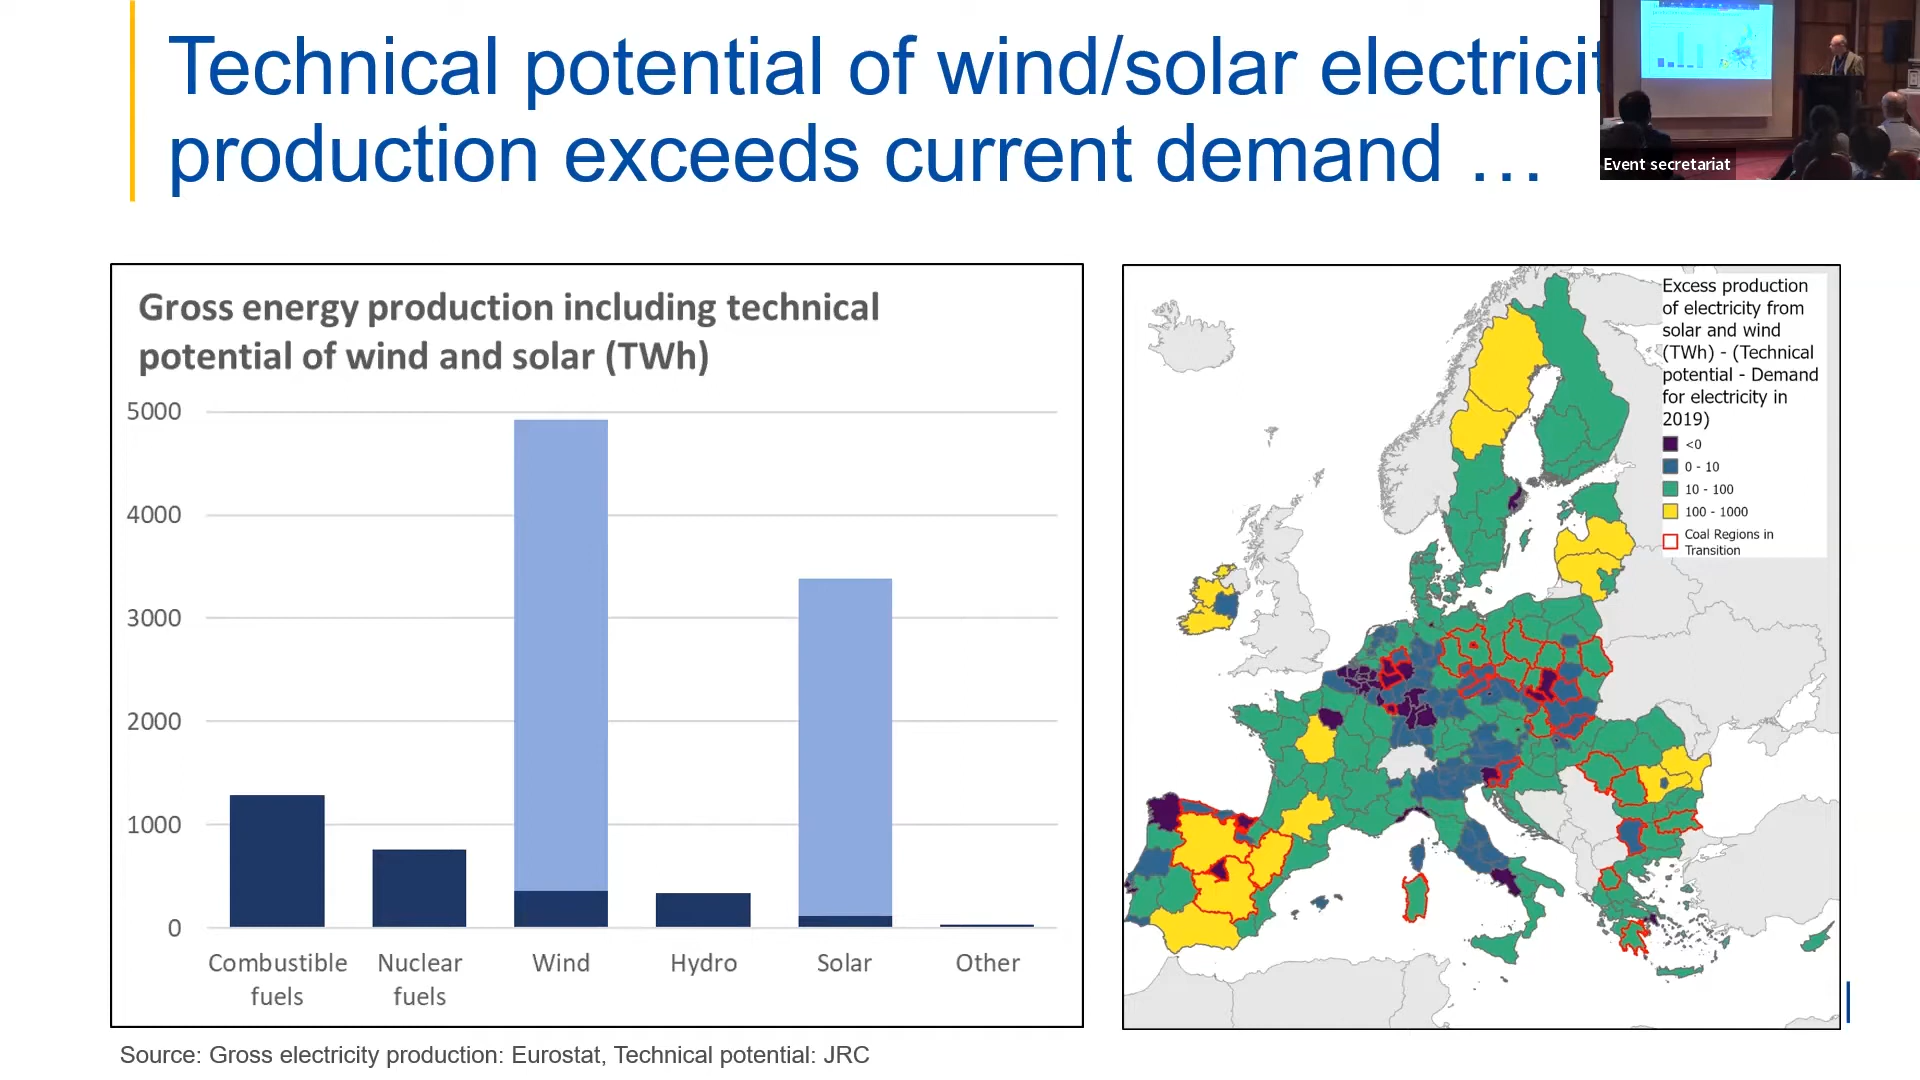 Technical potential of wind/solar electricit
production exceeds current demand …
Event secretariat
Gross energy production including technical
potential of wind and solar (TWh)
5000
4000
3000
2000
1000
0
Combustible
fuels
Nuclear
fuels
Wind
Hydro
Solar
Other
Excess production
of electricity from
solar and wind
(TWh) - (Technical
potential - Demand
for electricity in
2019)
<0
0 - 10
10 - 100
100 - 1000
Coal Regions in
Transition
Source: Gross electricity production: Eurostat, Technical potential: JRC